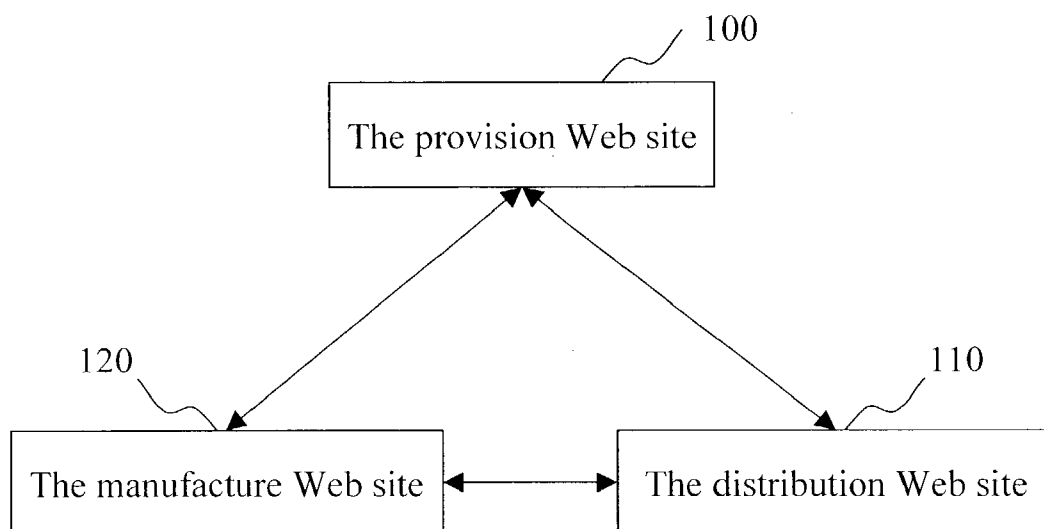 100
The provision Web site
120
110
The manufacture Web site
The distribution Web site